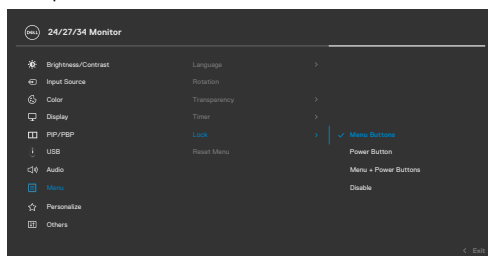 DELL 24/27/34 Monitor
Brightness/Contrast Language >
Input Source Rotation
Color Transparency >
Display Timer >
PIP/PBP Lock > ✓ Menu Buttons
USB Reset Menu Power Button
Audio Menu + Power Buttons
Menu Disable
Personalize
Others
< Exit